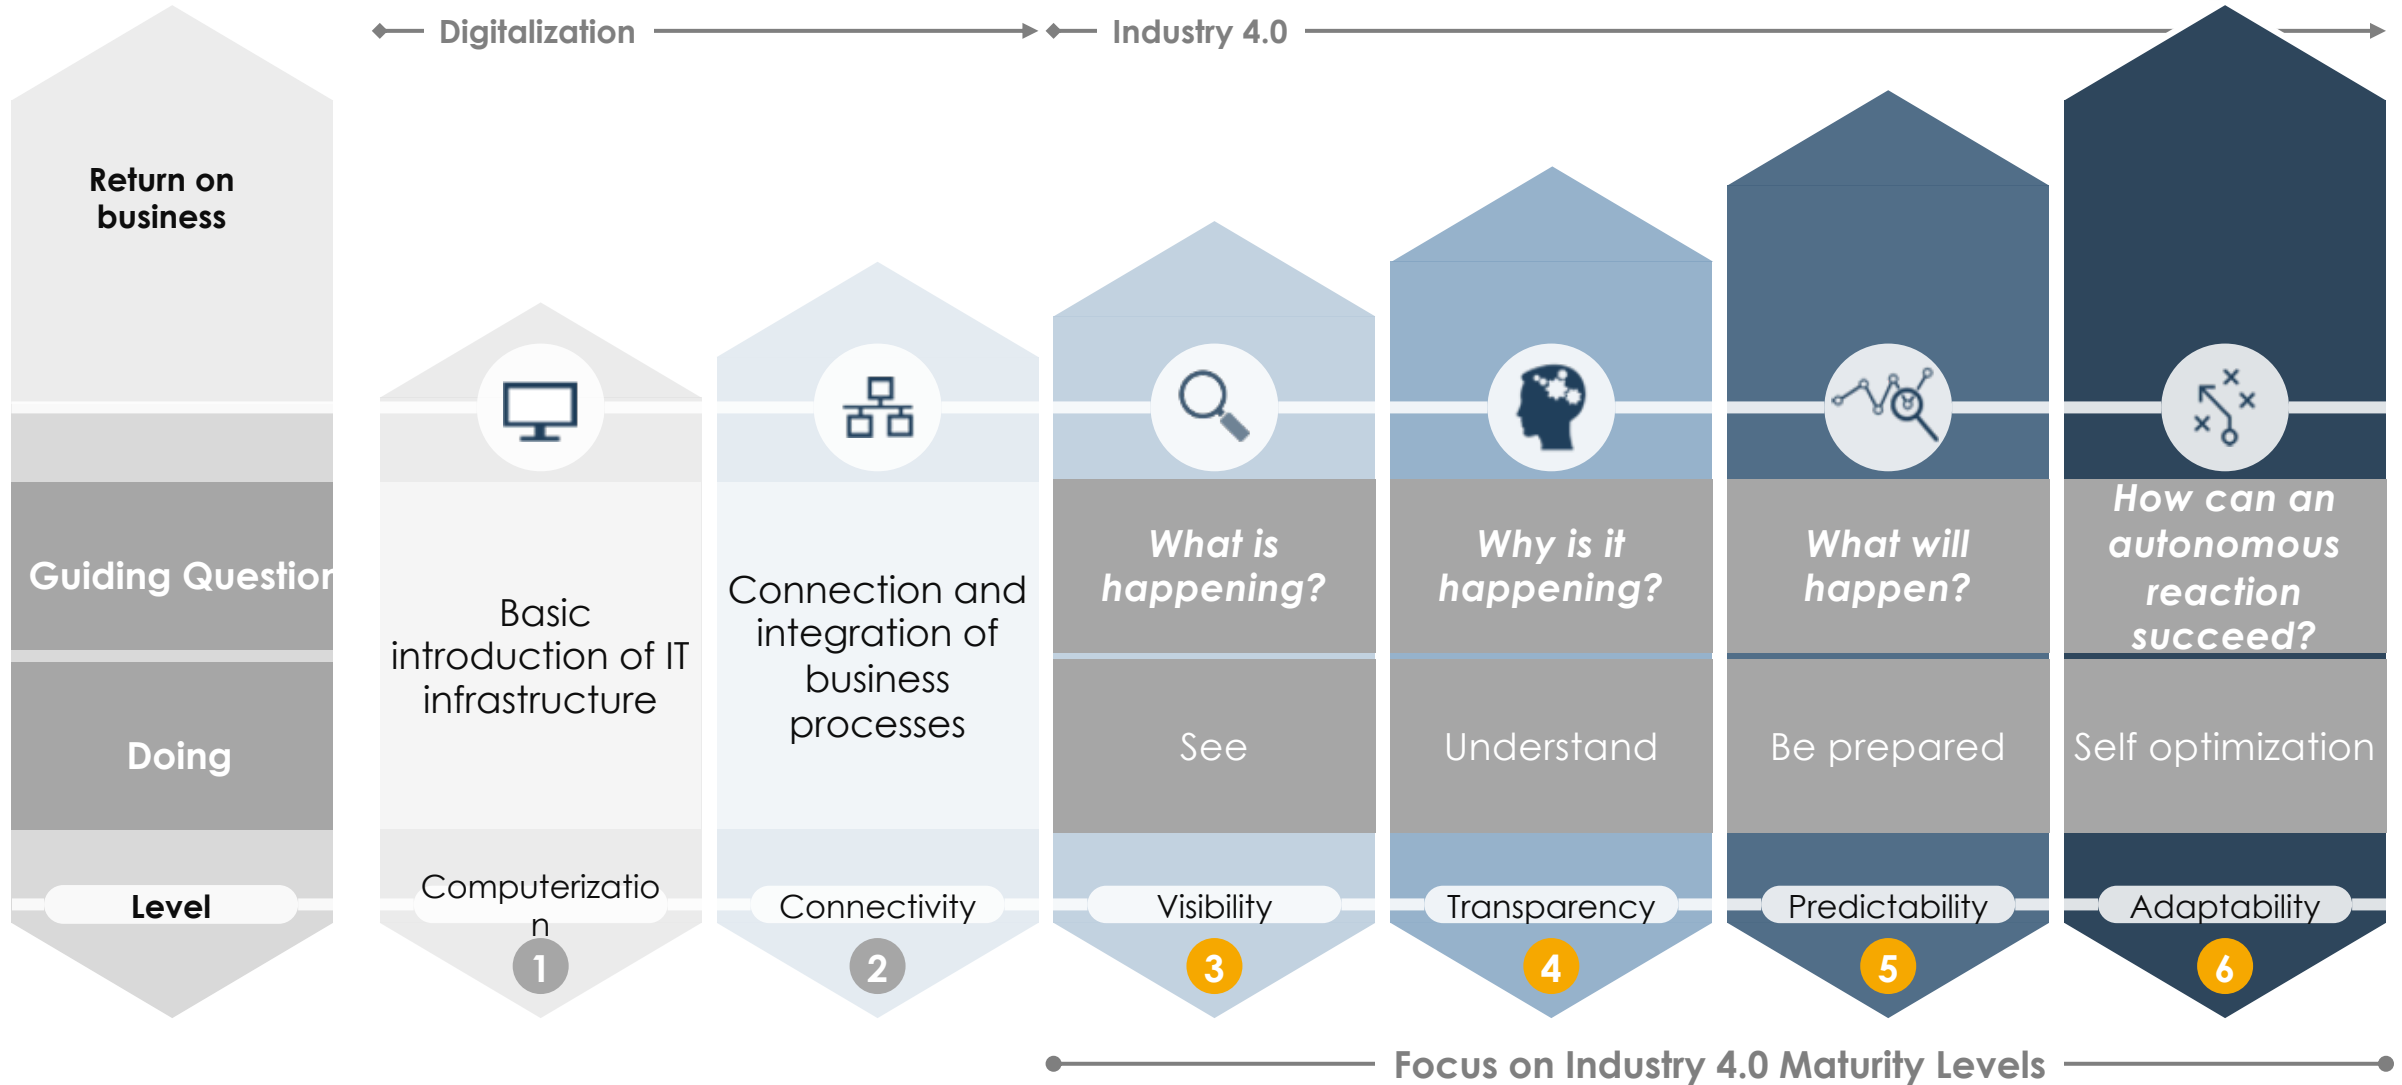 Digitalization
Industry 4.0
Return on
business
Guiding Question
Doing
Level
Basic
introduction of IT
infrastructure
Computerizatio
n
1
Connection and
integration of
business
processes
Connectivity
2
What is
happening?
See
Visibility
3
Why is it
happening?
Understand
Transparency
4
What will
happen?
Be prepared
Predictability
5
How can an
autonomous
reaction
succeed?
Self optimization
Adaptability
6
Focus on Industry 4.0 Maturity Levels